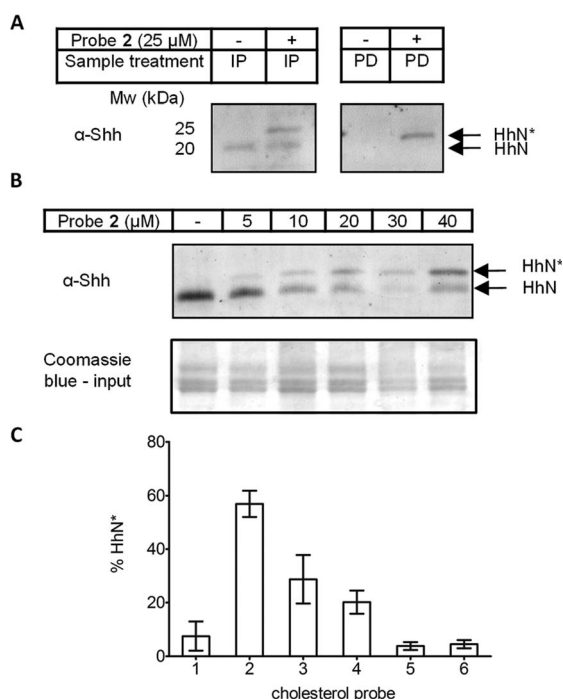 A
Probe 2 (25 µM) - + - +
Sample treatment IP IP PD PD
Mw (kDa)
α-Shh 25 HhN*
20 HhN
B
Probe 2 (µM) - 5 10 20 30 40
α-Shh HhN*
HhN
Coomassie
blue - input
C
80
60
40
20
0
% HhN*
1 2 3 4 5 6
cholesterol probe